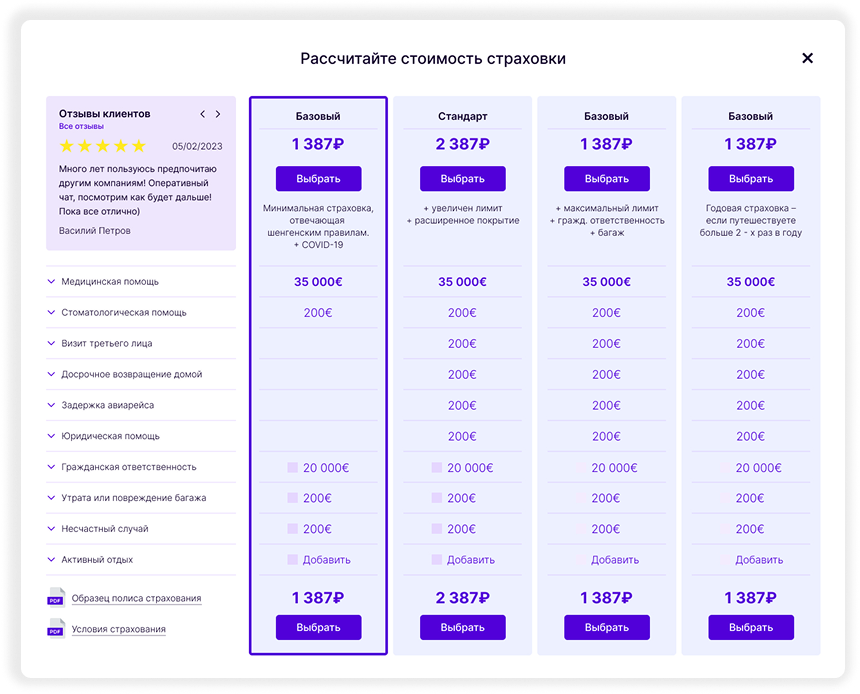 Рассчитайте стоимость страховки
Отзывы клиентов
Все отзывы
05/02/2023
Много лет пользуюсь предпочитаю
другим компаниям! Оперативный
чат, посмотрим как будет дальше!
Пока все отлично)
Василий Петров
Базовый
1 387₽
Выбрать
Минимальная страховка,
отвечающая
шенгенским правилам.
+ COVID-19
Стандарт
2 387₽
Выбрать
+ увеличен лимит
+ расширенное покрытие
Базовый
1 387₽
Выбрать
+ максимальный лимит
+ гражд. ответственность
+ багаж
Базовый
1 387₽
Выбрать
Годовая страховка –
если путешествуете
больше 2 - х раз в году
Медицинская помощь 35 000€ 35 000€ 35 000€ 35 000€
Стоматологическая помощь 200€ 200€ 200€ 200€
Визит третьего лица 200€ 200€ 200€
Досрочное возвращение домой 200€ 200€ 200€
Задержка авиарейса 200€ 200€ 200€
Юридическая помощь 200€ 200€ 200€
Гражданская ответственность 20 000€ 20 000€ 20 000€ 20 000€
Утрата или повреждение багажа 200€ 200€ 200€ 200€
Несчастный случай 200€ 200€ 200€ 200€
Активный отдых Добавить Добавить Добавить Добавить
PDF Образец полиса страхования 1 387₽ 2 387₽ 1 387₽ 1 387₽
PDF Условия страхования Выбрать Выбрать Выбрать Выбрать